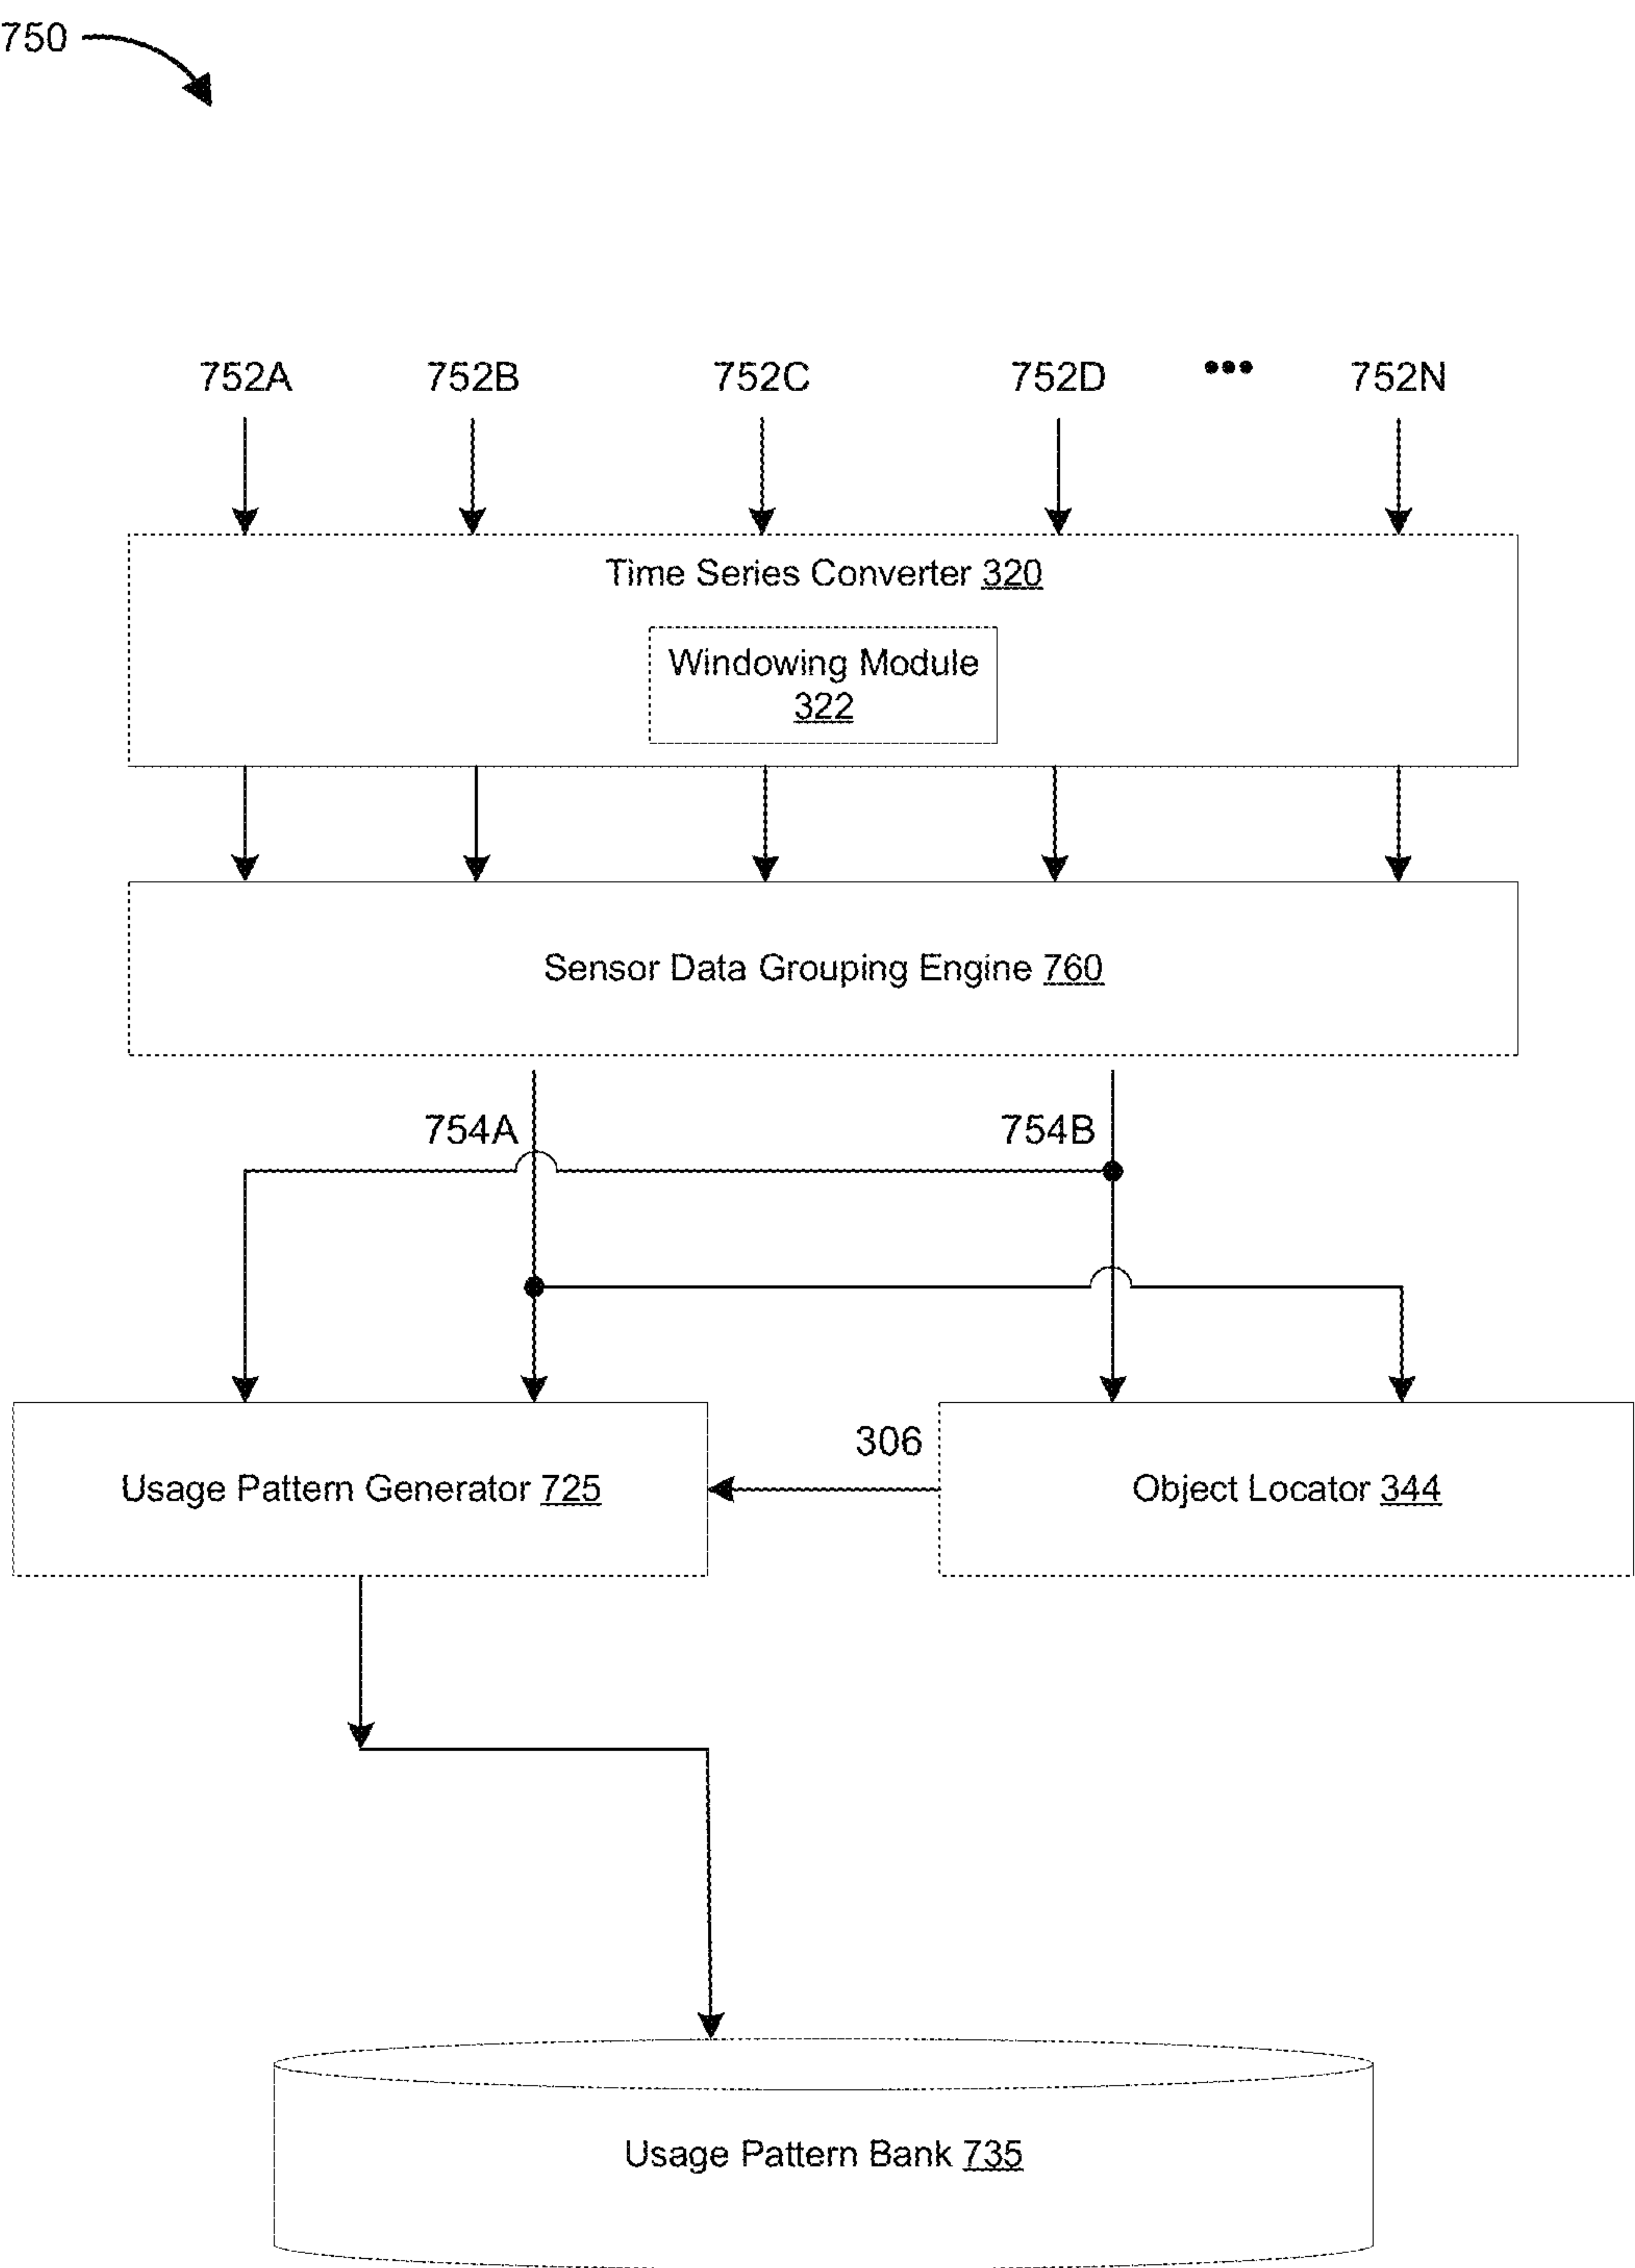 750
752A 752B 752C 752D ••• 752N
Time Series Converter 320
Windowing Module
322
Sensor Data Grouping Engine 760
754A 754B
306
Usage Pattern Generator 725 Object Locator 344
Usage Pattern Bank 735